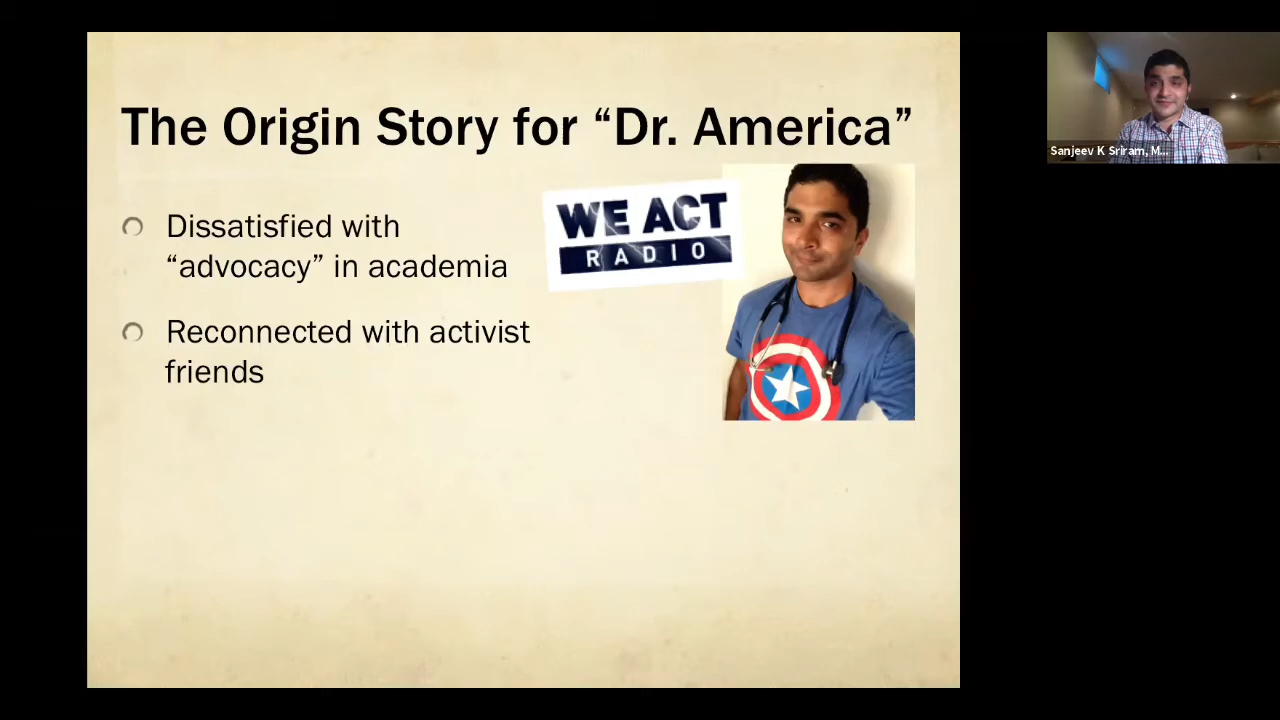 The Origin Story for “Dr. America”
Dissatisfied with
“advocacy” in academia
Reconnected with activist
friends
WE ACT
RADIO
Sanjeev K Sriram, M...